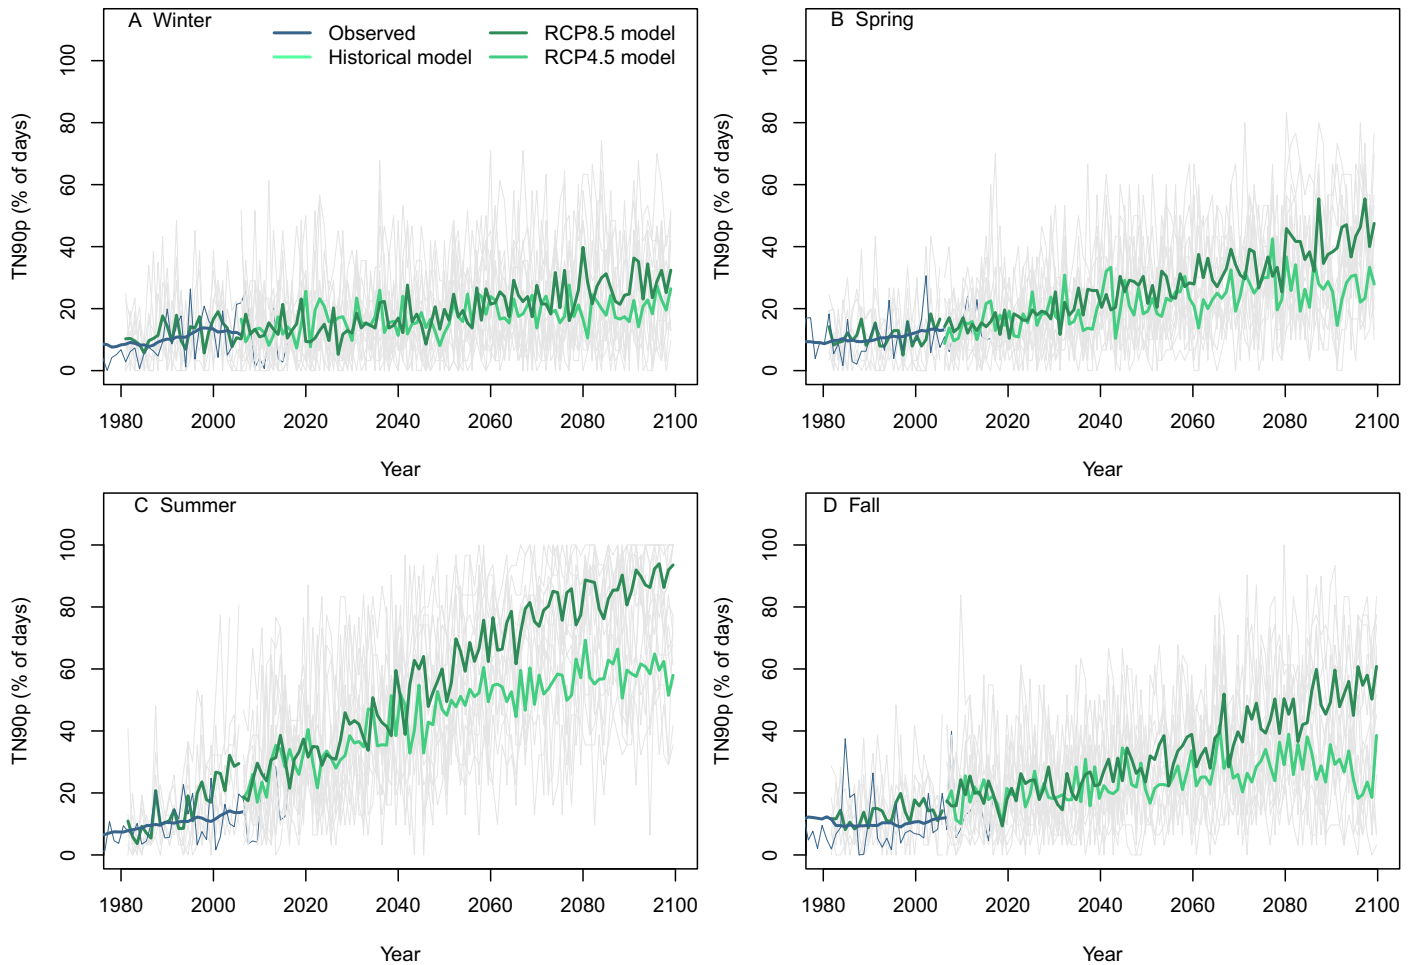 A Winter
Observed
RCP8.5 model
Historical model
RCP4.5 model
TN90p (% of days)
100
80
60
40
20
0
1980 2000 2020 2040 2060 2080 2100
Year
B Spring
TN90p (% of days)
100
80
60
40
20
0
1980 2000 2020 2040 2060 2080 2100
Year
C Summer
TN90p (% of days)
100
80
60
40
20
0
1980 2000 2020 2040 2060 2080 2100
Year
D Fall
TN90p (% of days)
100
80
60
40
20
0
1980 2000 2020 2040 2060 2080 2100
Year